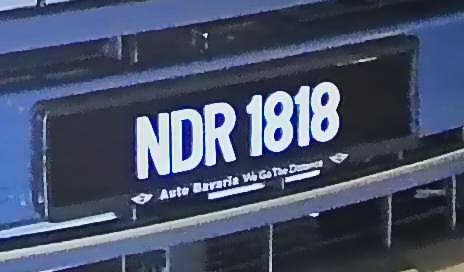 NDR 1818
Auto Bavaria We Go The Distance